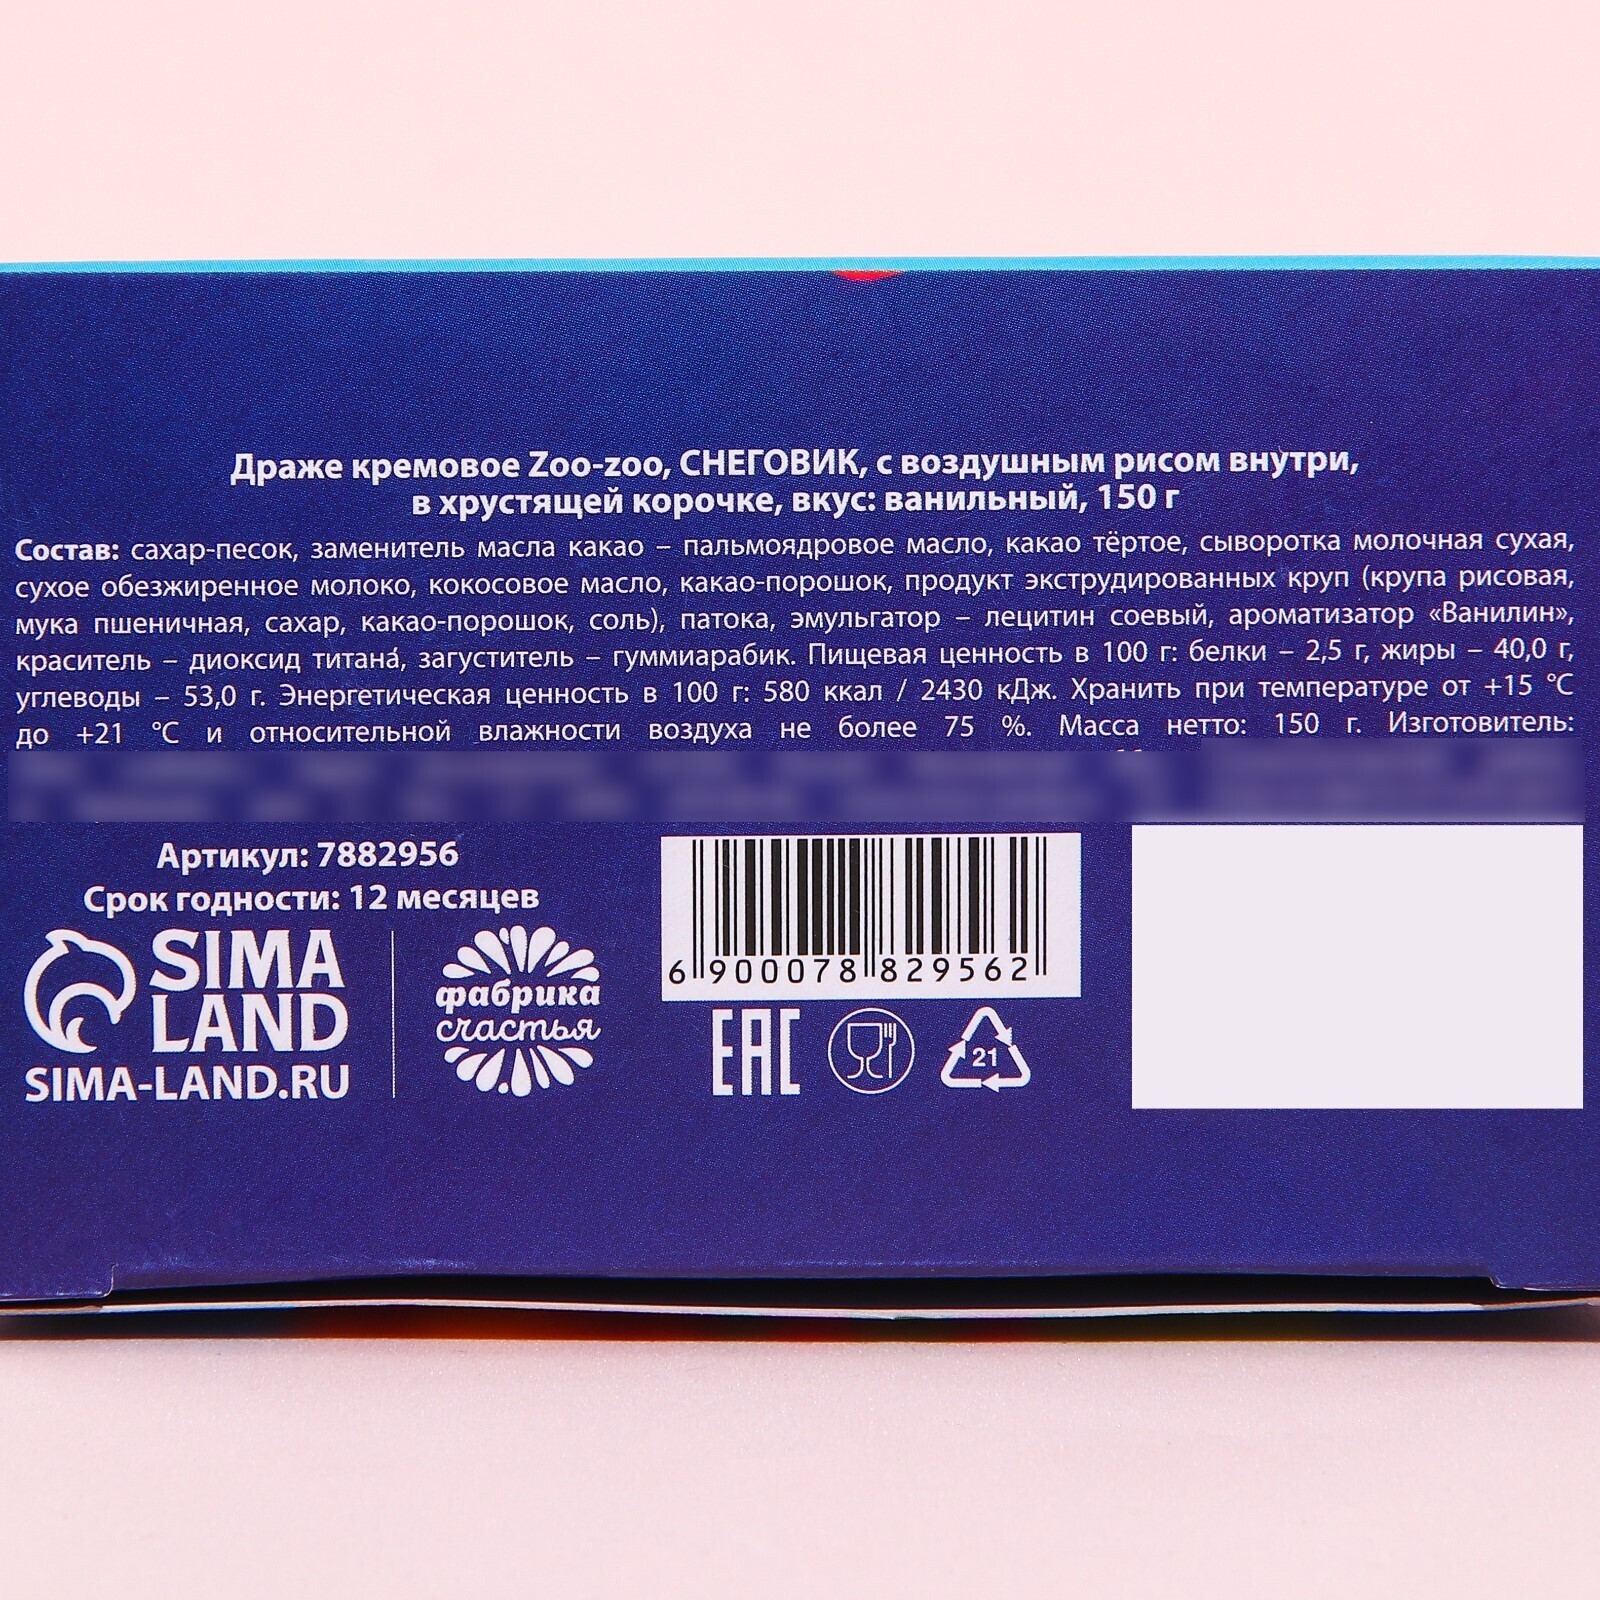 Драже кремовое Zoo-zoo, СНЕГОВИК, с воздушным рисом внутри,
в хрустящей корочке, вкус: ванильный, 150 г
Состав: сахар-песок, заменитель масла какао – пальмоядровое масло, какао тёртое, сыворотка молочная сухая,
сухое обезжиренное молоко, кокосовое масло, какао-порошок, продукт экструдированных круп (крупа рисовая,
мука пшеничная, сахар, какао-порошок, соль), патока, эмульгатор – лецитин соевый, ароматизатор «Ванилин»,
краситель – диоксид титана́, загуститель – гуммиарабик. Пищевая ценность в 100 г: белки – 2,5 г, жиры – 40,0 г,
углеводы – 53,0 г. Энергетическая ценность в 100 г: 580 ккал / 2430 кДж. Хранить при температуре от +15 °С
до +21 °С и относительной влажности воздуха не более 75 %. Масса нетто: 150 г. Изготовитель:
Артикул: 7882956
Срок годности: 12 месяцев
SIMA
LAND
SIMA-LAND.RU
фабрика
счастья
6 900078 829562
EAC
21